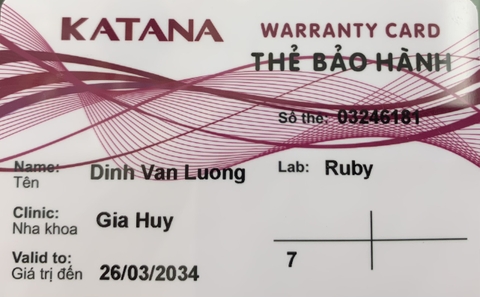 KATANA
WARRANTY CARD
THẺ BẢO HÀNH
Số thẻ: 03246181
Name: Dinh Van Luong
Tên
Lab: Ruby
Clinic: Gia Huy
Nha khoa
Valid to:
Giá trị đến 26/03/2034
7